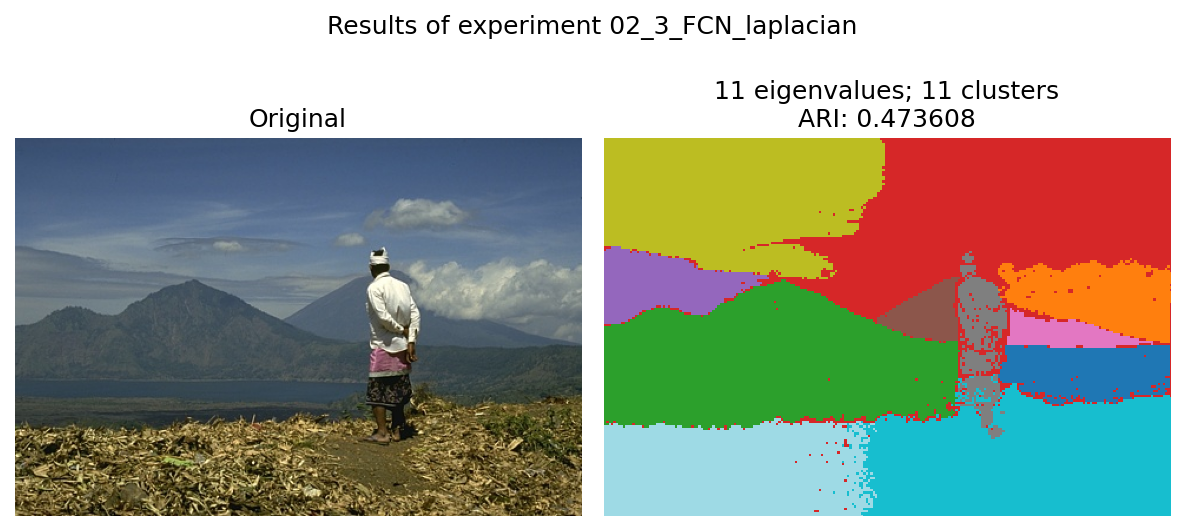 Results of experiment 02_3_FCN_laplacian
Original
11 eigenvalues; 11 clusters
ARI: 0.473608